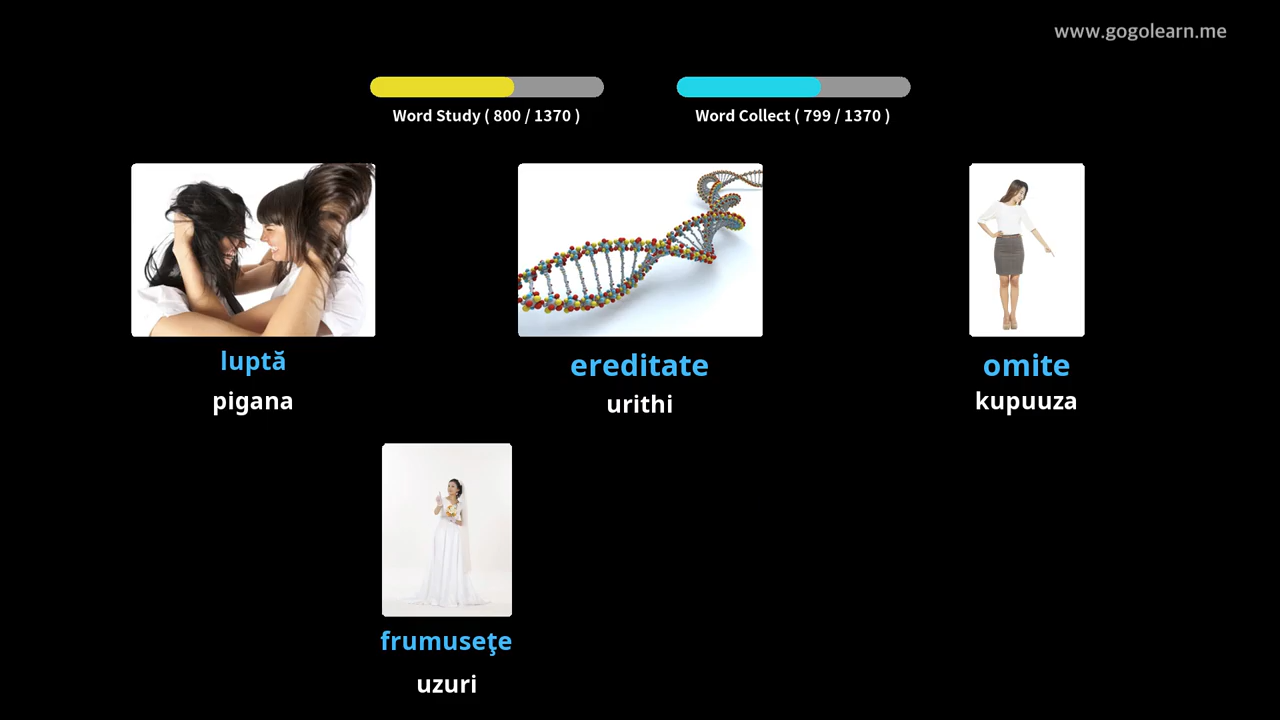 www.gogolearn.me
Word Study ( 800 / 1370 )
Word Collect ( 799 / 1370 )
luptă
pigana
ereditate
urithi
omite
kupuuza
frumuseţe
uzuri